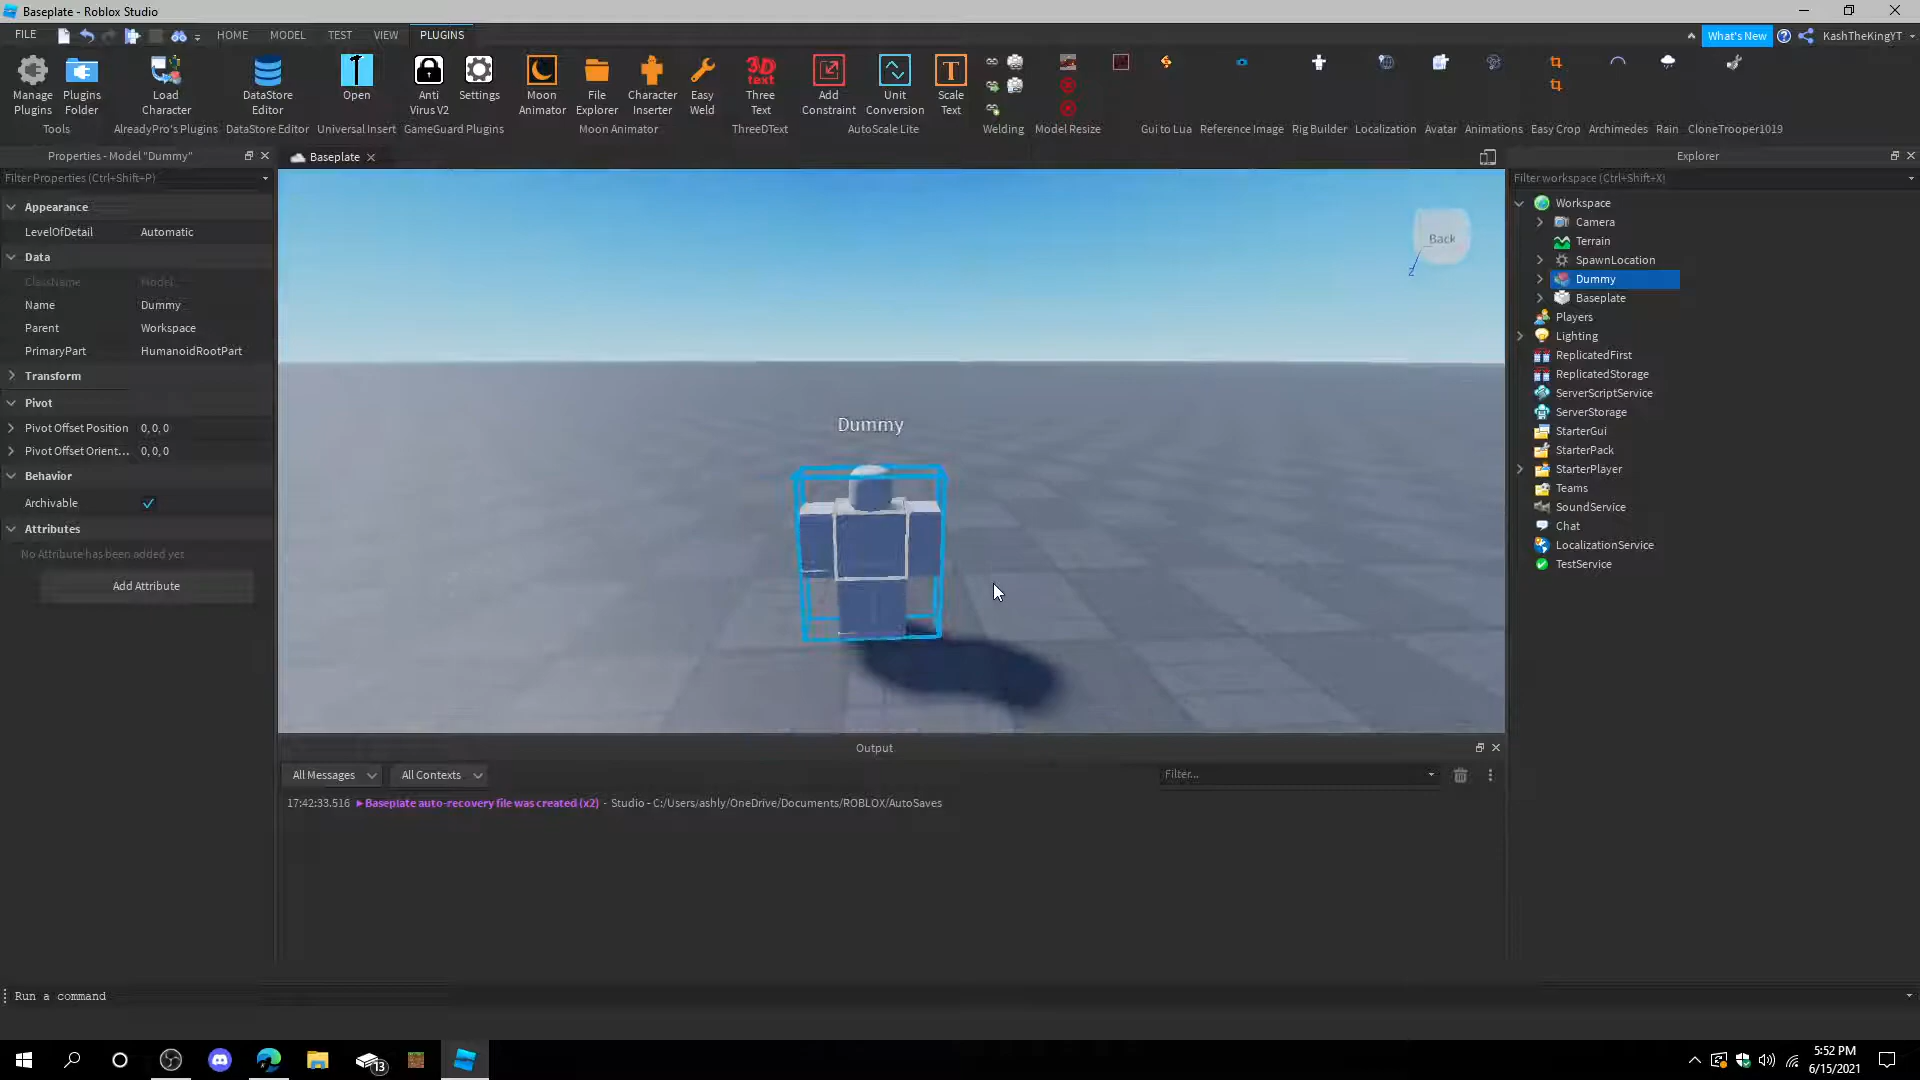 Baseplate - Roblox Studio
FILE
HOME
MODEL
TEST
VIEW
PLUGINS
What's New
KashTheKingYT
Manage Plugins
Plugins Folder
Load Character
DataStore Editor
Open
Anti Virus V2
Settings
Moon Animator
File Explorer
Character Inserter
Easy Weld
3D text
Three Text
Add Constraint
Unit Conversion
T
Scale Text
Tools
AlreadyPro's Plugins
DataStore Editor
Universal Insert
GameGuard Plugins
Moon Animator
ThreeDText
AutoScale Lite
Welding
Model Resize
Gui to Lua
Reference Image
Rig Builder
Localization
Avatar
Animations
Easy Crop
Archimedes
Rain
CloneTrooper1019
Properties - Model "Dummy"
Filter Properties (Ctrl+Shift+P)
Appearance
LevelOfDetail Automatic
Data
ClassName Model
Name Dummy
Parent Workspace
PrimaryPart HumanoidRootPart
Transform
Pivot
Pivot Offset Position 0, 0, 0
Pivot Offset Orient... 0, 0, 0
Behavior
Archivable
Attributes
No Attribute has been added yet
Add Attribute
Baseplate
Back
Z
Dummy
Output
All Messages
All Contexts
Filter...
17:42:33.516 Baseplate auto-recovery file was created (x2) - Studio - C:/Users/ashly/OneDrive/Documents/ROBLOX/AutoSaves
Explorer
Filter workspace (Ctrl+Shift+X)
Workspace
Camera
Terrain
SpawnLocation
Dummy
Baseplate
Players
Lighting
ReplicatedFirst
ReplicatedStorage
ServerScriptService
ServerStorage
StarterGui
StarterPack
StarterPlayer
Teams
SoundService
Chat
LocalizationService
TestService
Run a command
13
5:52 PM
6/15/2021